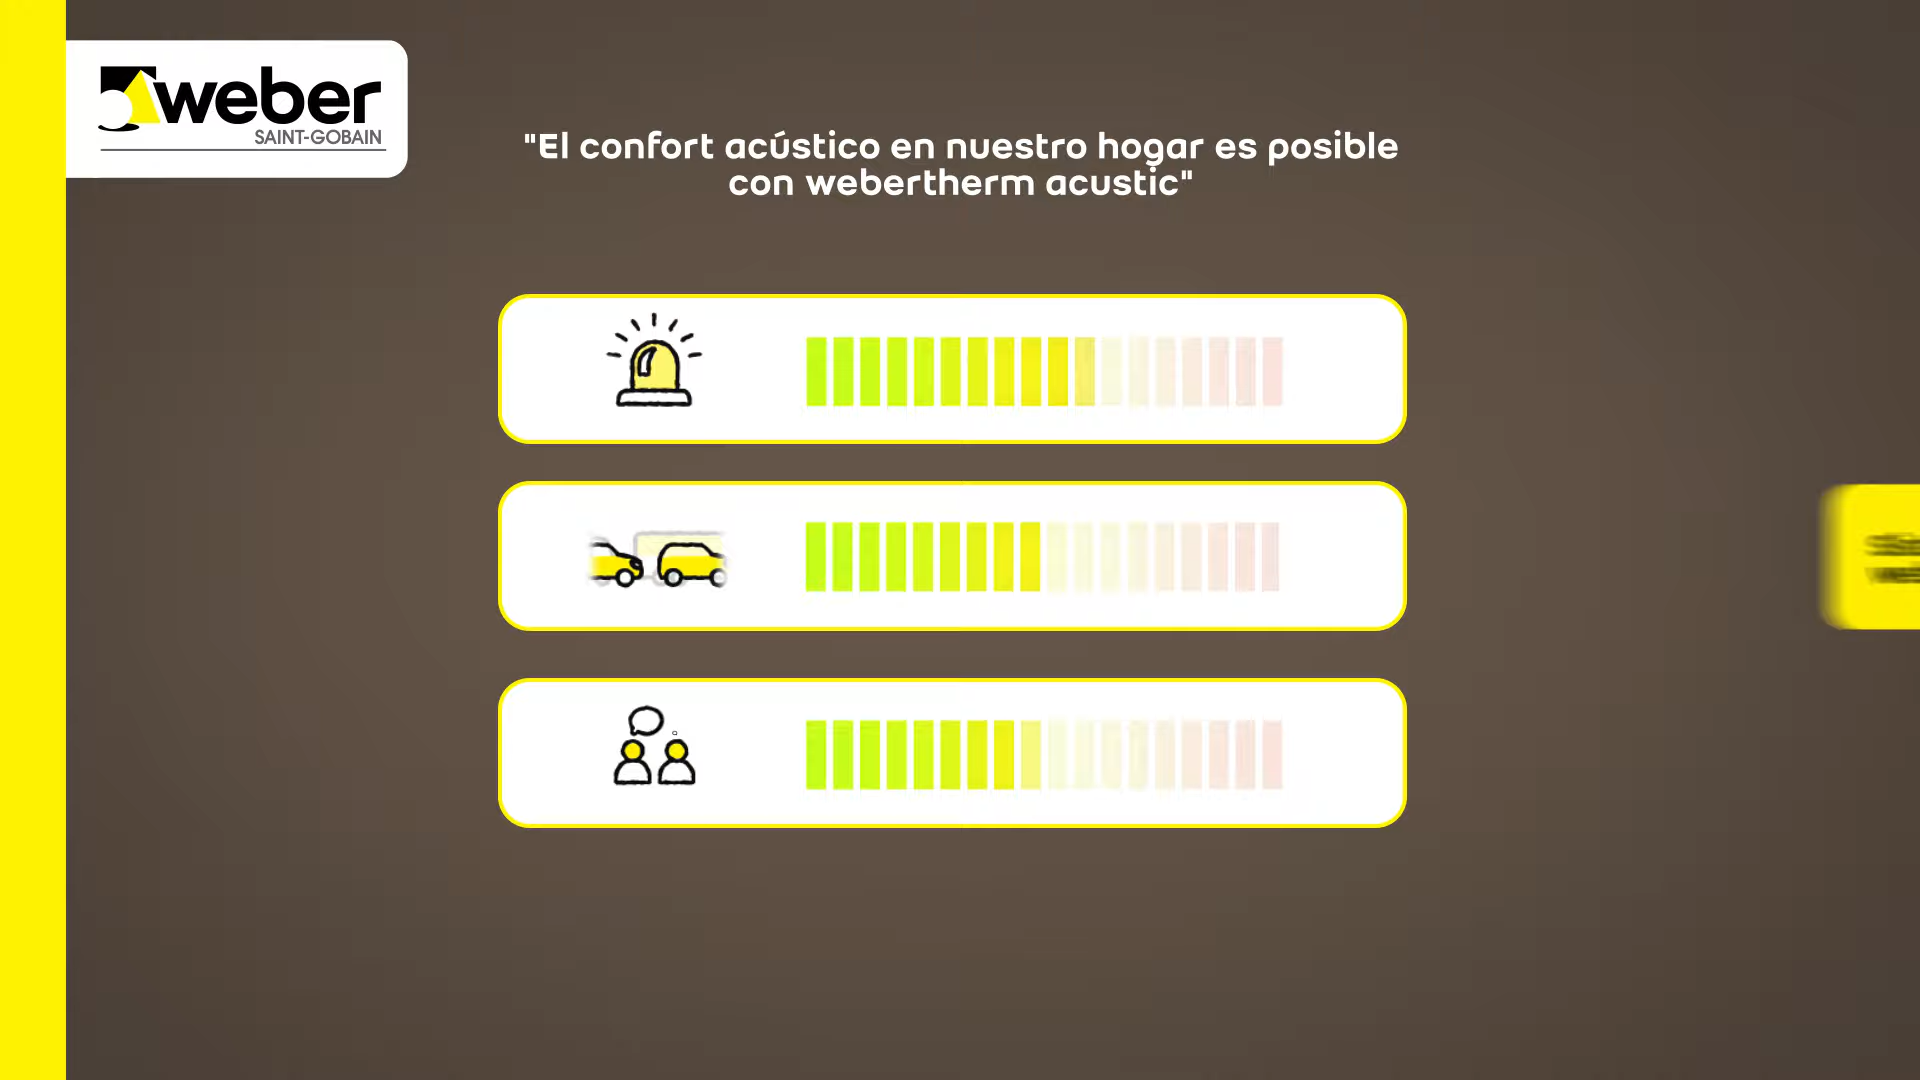 weber
SAINT-GOBAIN
"El confort acústico en nuestro hogar es posible
con webertherm acustic"